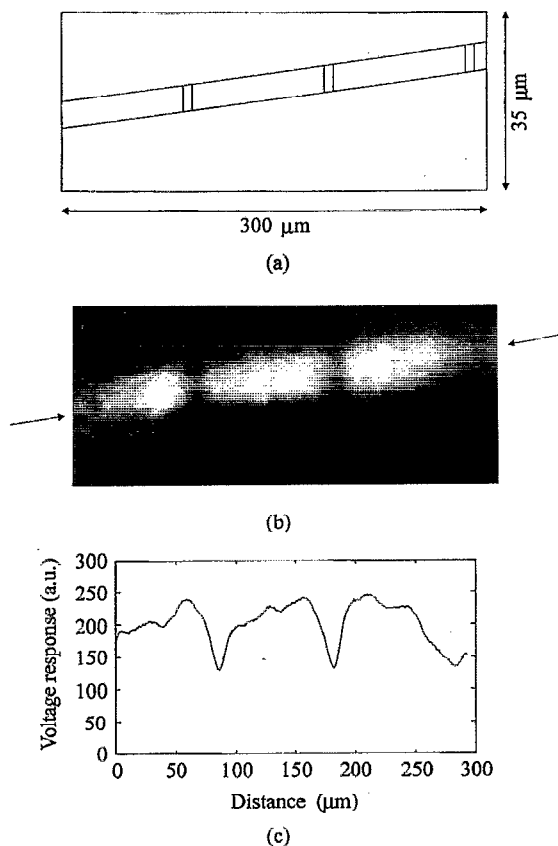 35 μm
300 μm
(a)
(b)
300
250
200
150
100
50
0
Voltage response (a.u.)
0 50 100 150 200 250 300
Distance (μm)
(c)